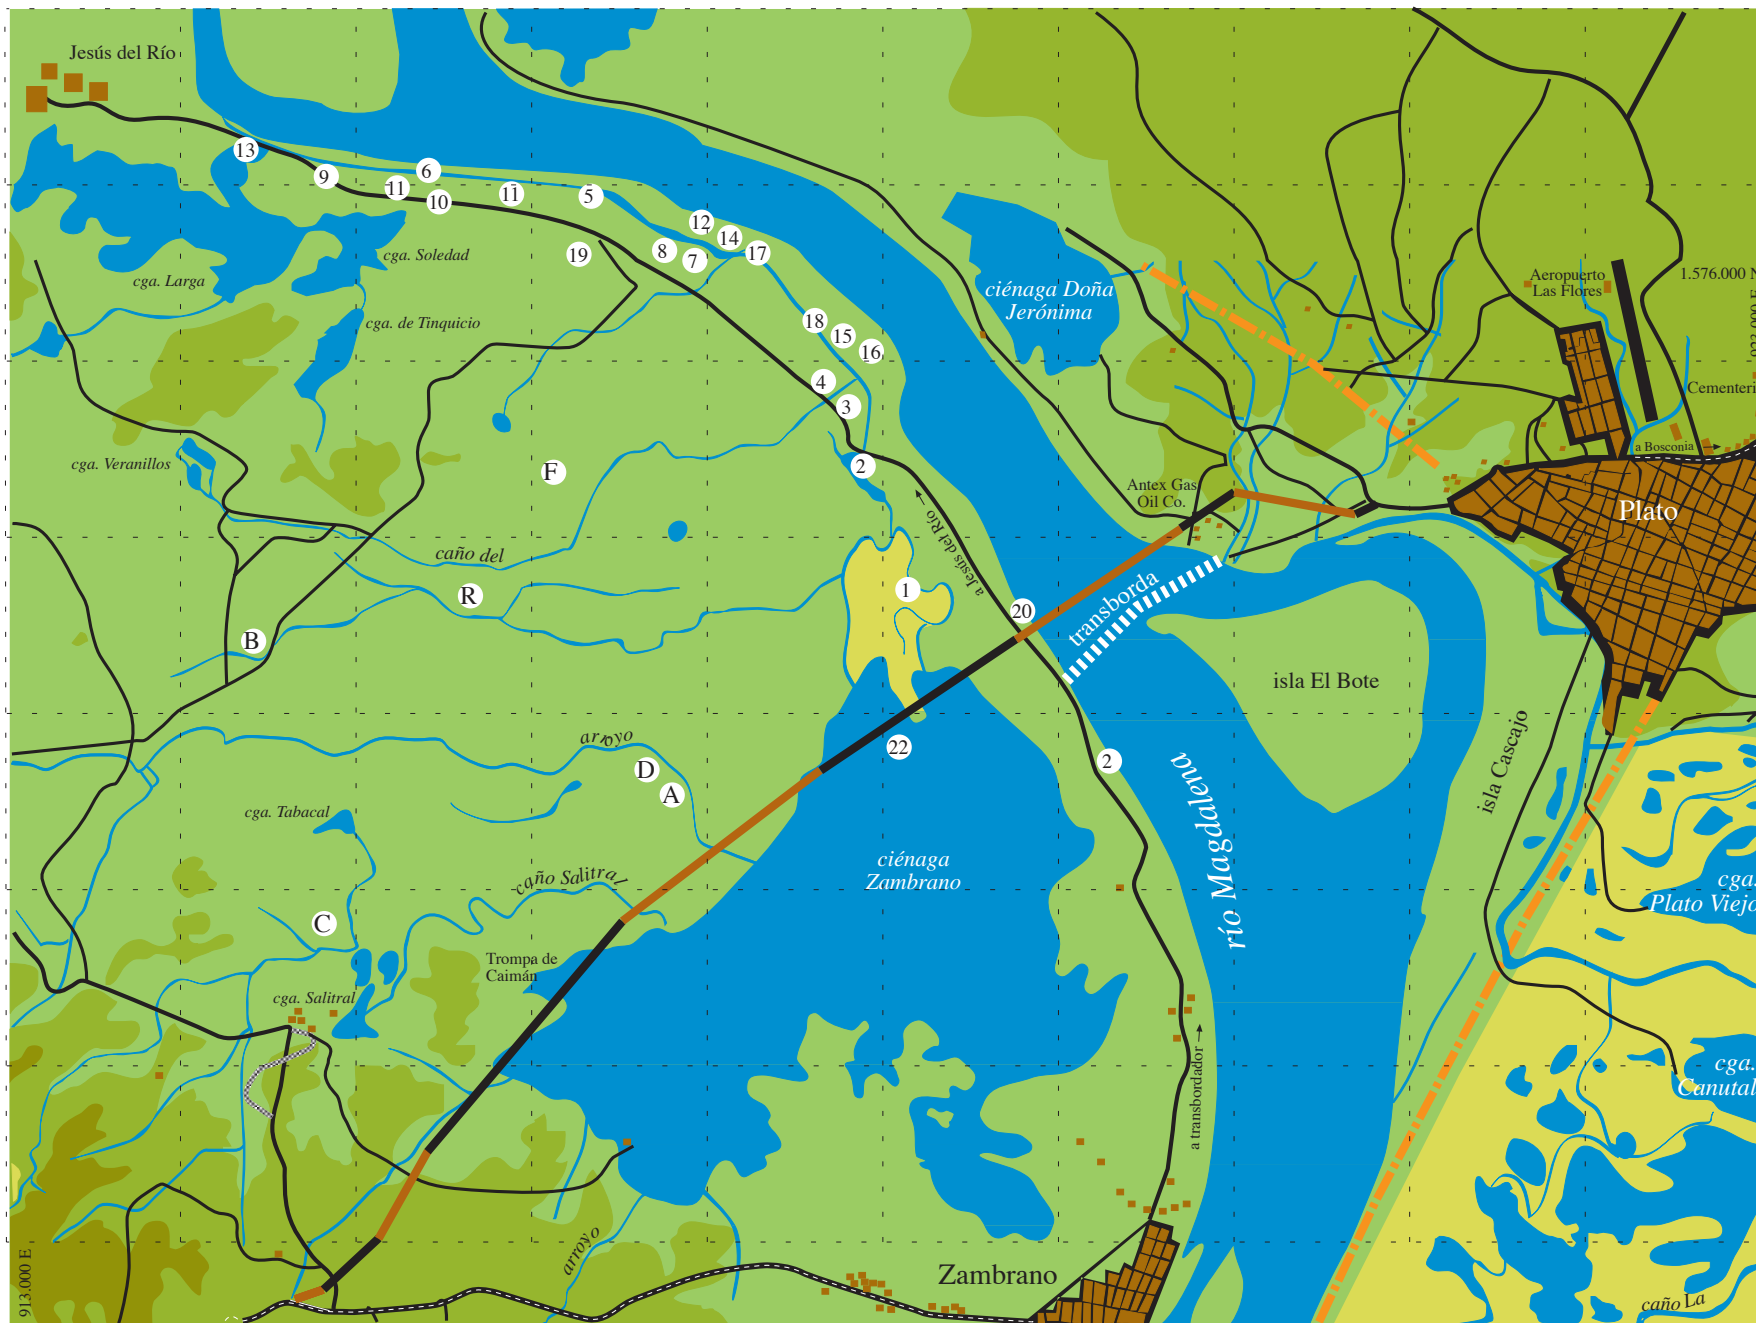 Jesús del Río
13
9
6
11
10
11
5
12
14
17
8
7
19
cga. Soledad
cga. Larga
cga. de Tinquicio
18
15
16
4
3
2
ciénaga Doña
Jerónima
Aeropuerto
Las Flores
1.576.000 N
923.000 E
Cementeri
a Bosconia
cga. Veranillos
F
Antex Gas
Oil Co.
Plato
a Jesús del Río
caño del
R
1
20
transborda
B
isla El Bote
isla Cascajo
22
2
río Magdalena
arroyo
D
A
cga. Tabacal
ciénaga
Zambrano
caño Salitral
C
cga.
Plato Viejo
Trompa de
Caimán
cga. Salitral
a transbordador
cga.
Canutal
arroyo
913.000 E
Zambrano
caño La